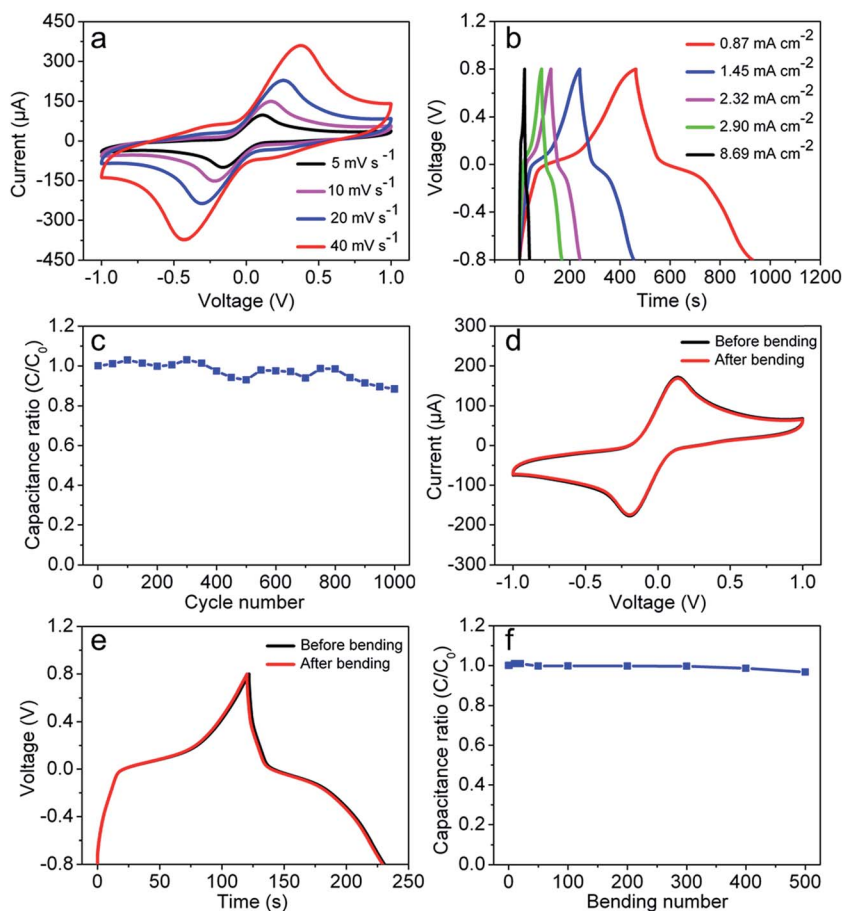 a
Current (µA)
450
300
150
0
-150
-300
-450
5 mV s⁻¹
10 mV s⁻¹
20 mV s⁻¹
40 mV s⁻¹
-1.0 -0.5 0.0 0.5 1.0
Voltage (V)
b
Voltage (V)
1.2
0.8
0.4
0.0
-0.4
-0.8
0.87 mA cm⁻²
1.45 mA cm⁻²
2.32 mA cm⁻²
2.90 mA cm⁻²
8.69 mA cm⁻²
0 200 400 600 800 1000 1200
Time (s)
c
Capacitance ratio (C/C₀)
1.2
1.0
0.8
0.6
0.4
0.2
0.0
0 200 400 600 800 1000
Cycle number
d
Current (µA)
300
200
100
0
-100
-200
-300
Before bending
After bending
-1.0 -0.5 0.0 0.5 1.0
Voltage (V)
e
Voltage (V)
1.2
0.8
0.4
0.0
-0.4
-0.8
Before bending
After bending
0 50 100 150 200 250
Time (s)
f
Capacitance ratio (C/C₀)
1.2
1.0
0.8
0.6
0.4
0.2
0.0
0 100 200 300 400 500
Bending number